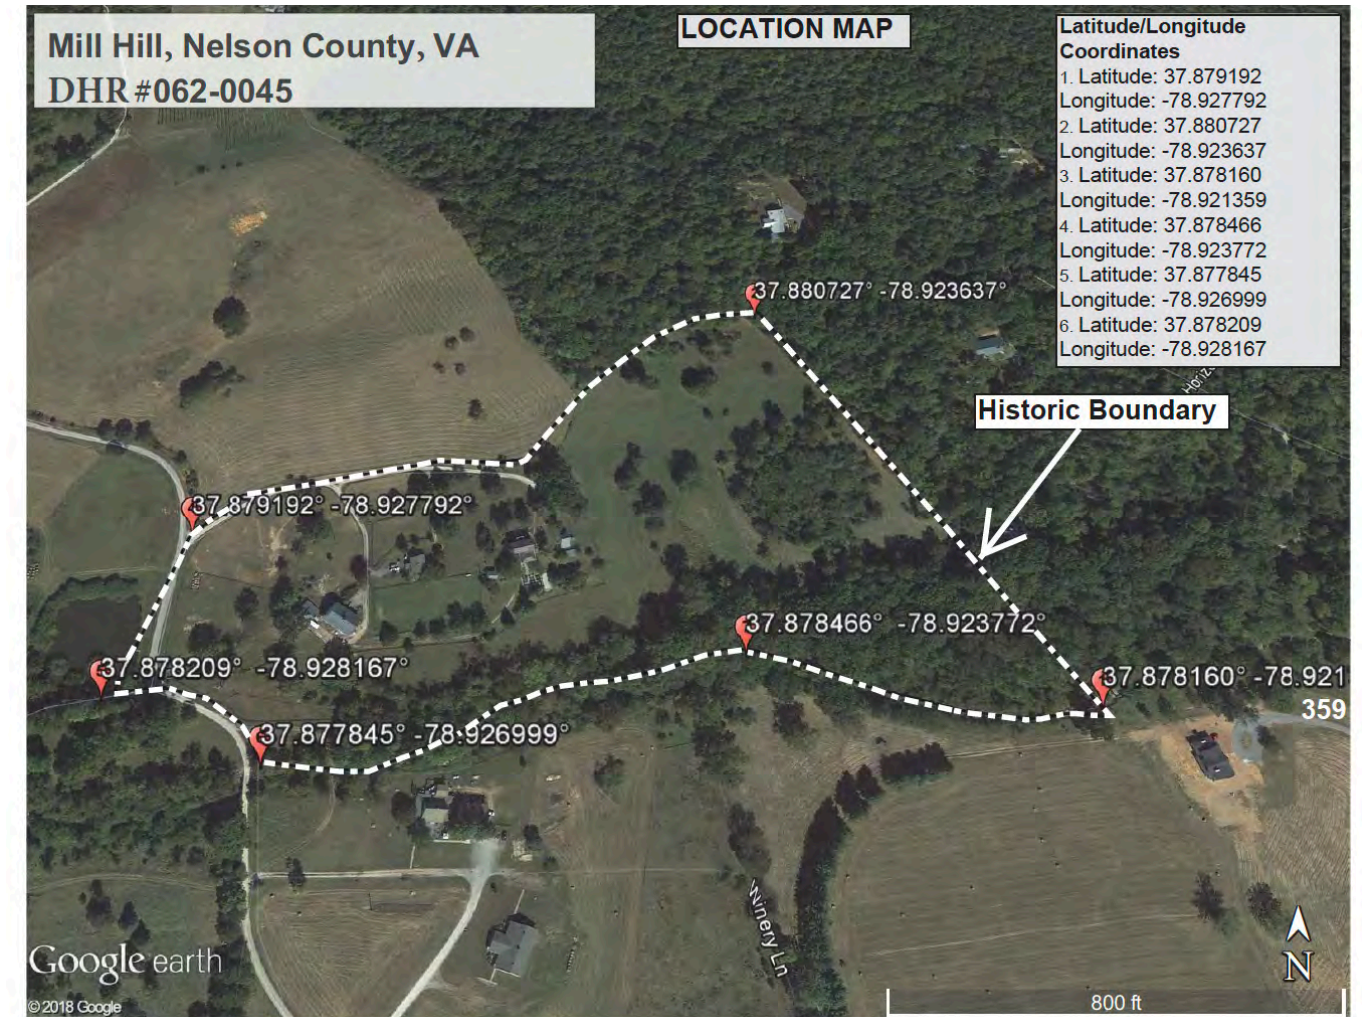 Mill Hill, Nelson County, VA
DHR #062-0045
LOCATION MAP
Latitude/Longitude
Coordinates
1. Latitude: 37.879192
Longitude: -78.927792
2. Latitude: 37.880727
Longitude: -78.923637
3. Latitude: 37.878160
Longitude: -78.921359
4. Latitude: 37.878466
Longitude: -78.923772
5. Latitude: 37.877845
Longitude: -78.926999
6. Latitude: 37.878209
Longitude: -78.928167
37.880727° -78.923637°
Horiz
Historic Boundary
37.879192° -78.927792°
37.878466° -78.923772°
37.878209° -78.928167°
37.878160° -78.921
359
37.877845° -78.926999°
Winery Ln
Google earth
© 2018 Google
N
800 ft